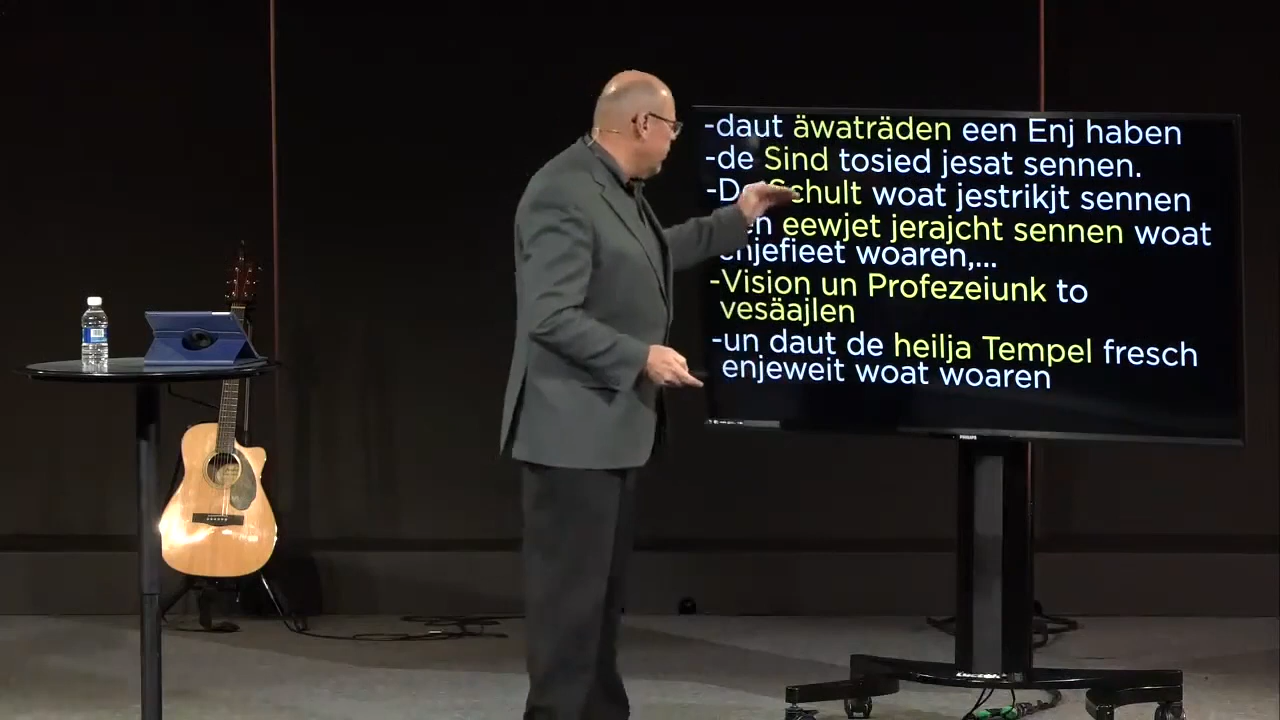 -daut äwaträden een Enj haben
-de Sind tosied jesat sennen.
Schult woat jestrikjt sennen
eewjet jerajcht sennen woat
enjefieet woaren,...
-Vision un Profezeiunk to
vesäajlen
-un daut de heilja Tempel fresch
enjeweit woat woaren
PHILIPS